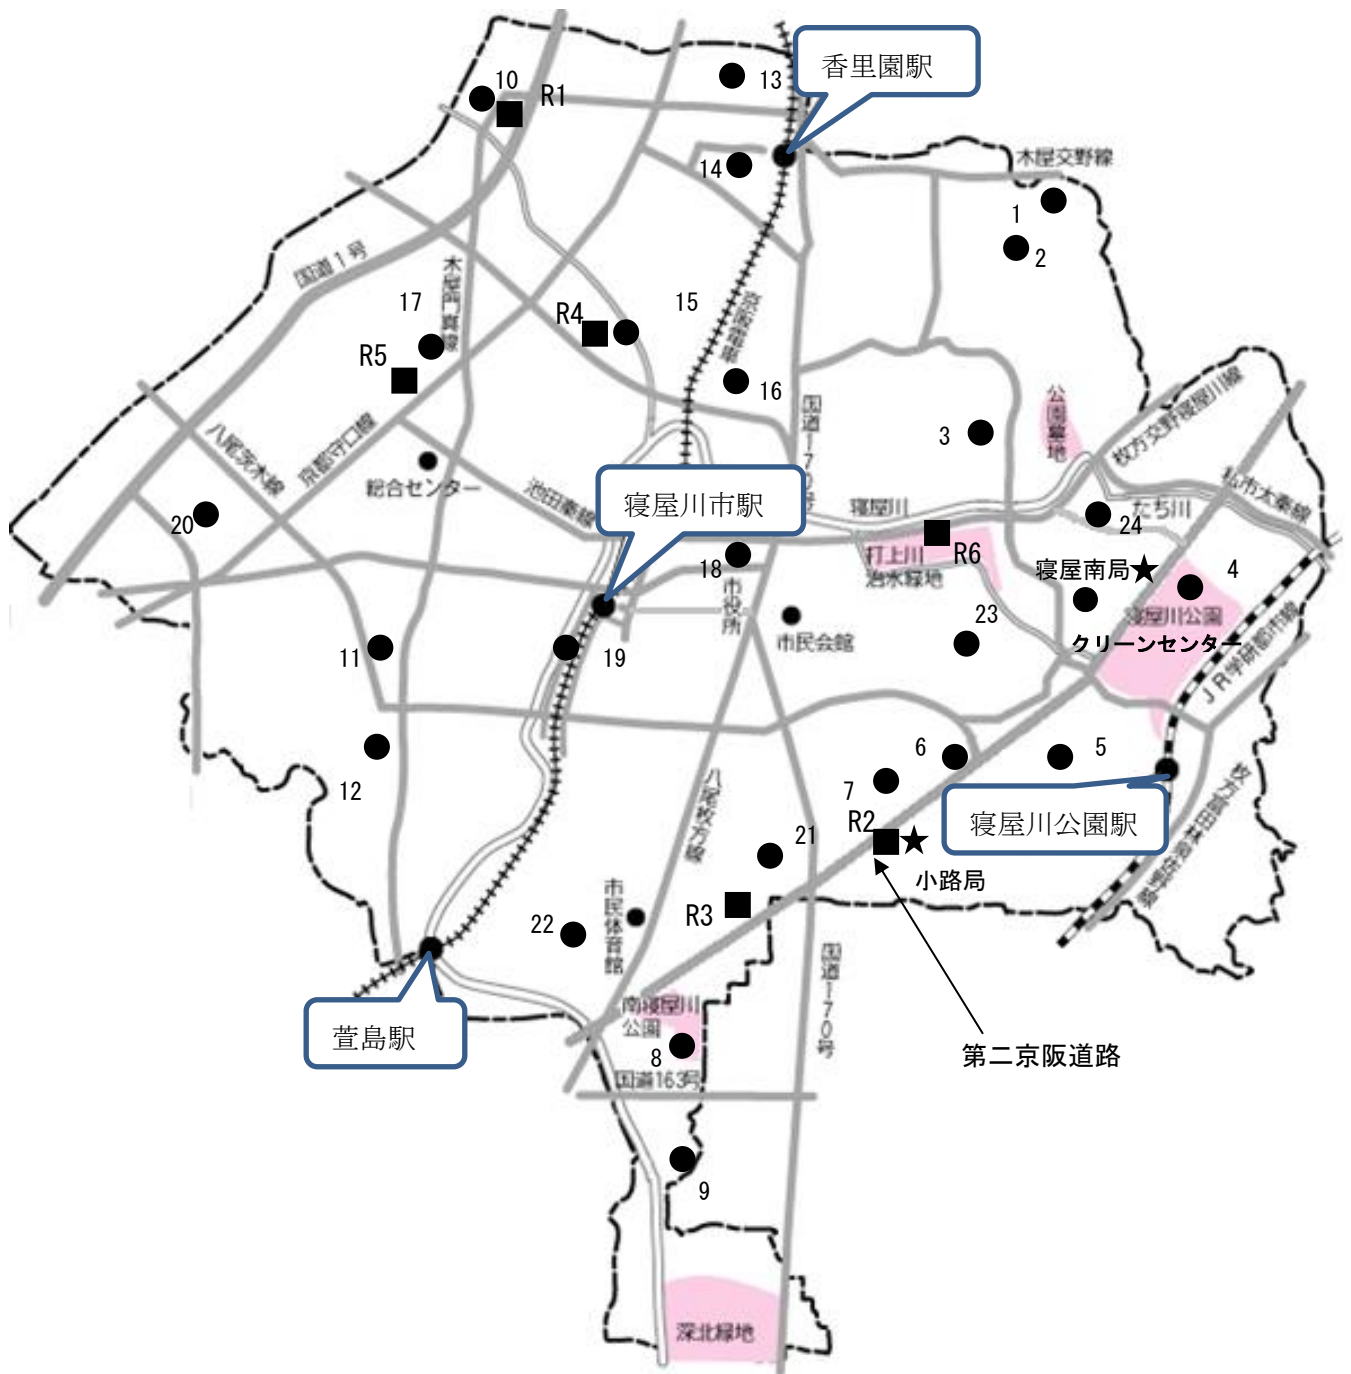 香里園駅
13
10
R1
14
木屋交野線
1
2
国道1号
木屋門真線
17
R4
15
京阪電車
R5
16
国道170号
公園墓地
3
枚方交野寝屋川線
八尾茨木線
京都守口線
総合センター
池田秦線
寝屋川市駅
寝屋川
たち川
私市太秦線
20
24
18
打上川
治水緑地
R6
寝屋南局
4
市役所
23
市民会館
寝屋川公園
クリーンセンター
11
19
JR学研都市線
12
6
5
7
八尾枚方線
寝屋川公園駅
枚方富田林泉佐野線
R2
21
小路局
R3
22
市民体育館
国道170号
萱島駅
南寝屋川
公園
8
第二京阪道路
国道163号
9
深北緑地